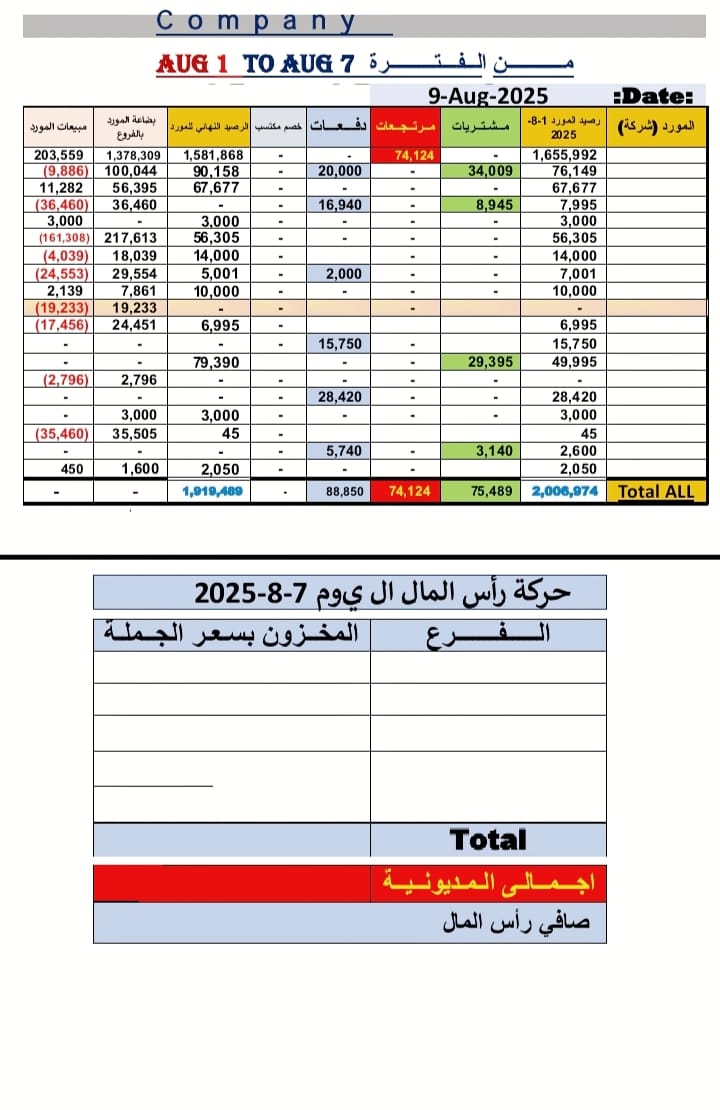 Company
مـــــن الـفـــتـــــــرة AUG 1 TO AUG 7
:Date: 9-Aug-2025
المورد (شركة) | رصيد المورد 1-8-2025 | مـشـتـريـات | مـرتـجـعـات | دفـعـات | خصم مكتسب | الرصيد النهائي للمورد | بضاعة المورد بالفروع | مبيعات المورد
1,655,992 | - | 74,124 | - | - | 1,581,868 | 1,378,309 | 203,559
76,149 | 34,009 | - | 20,000 | - | 90,158 | 100,044 | (9,886)
67,677 | - | - | - | - | 67,677 | 56,395 | 11,282
7,995 | 8,945 | - | 16,940 | - | - | 36,460 | (36,460)
3,000 | - | - | - | - | 3,000 | - | 3,000
56,305 | - | - | - | - | 56,305 | 217,613 | (161,308)
14,000 | - | - | - | - | 14,000 | 18,039 | (4,039)
7,001 | - | - | 2,000 | - | 5,001 | 29,554 | (24,553)
10,000 | - | - | - | - | 10,000 | 7,861 | 2,139
- | - | - | - | 19,233 | (19,233)
6,995 | - | 6,995 | 24,451 | (17,456)
15,750 | - | 15,750 | - | - | - | -
49,995 | 29,395 | - | - | - | 79,390 | - | -
- | - | - | - | - | - | 2,796 | (2,796)
28,420 | - | - | 28,420 | - | - | - | -
3,000 | - | - | - | - | 3,000 | 3,000 | -
45 | - | 45 | 35,505 | (35,460)
2,600 | 3,140 | - | 5,740 | - | - | - | -
2,050 | - | - | 2,050 | 1,600 | 450
Total ALL | 2,006,974 | 75,489 | 74,124 | 88,850 | - | 1,919,489 | - | -
حركة رأس المال ال يوم 7-8-2025
الـــفــــــرع | المخـزون بسعر الجـملة
Total
اجـمـالى المـديونـيـة
صافي رأس المال